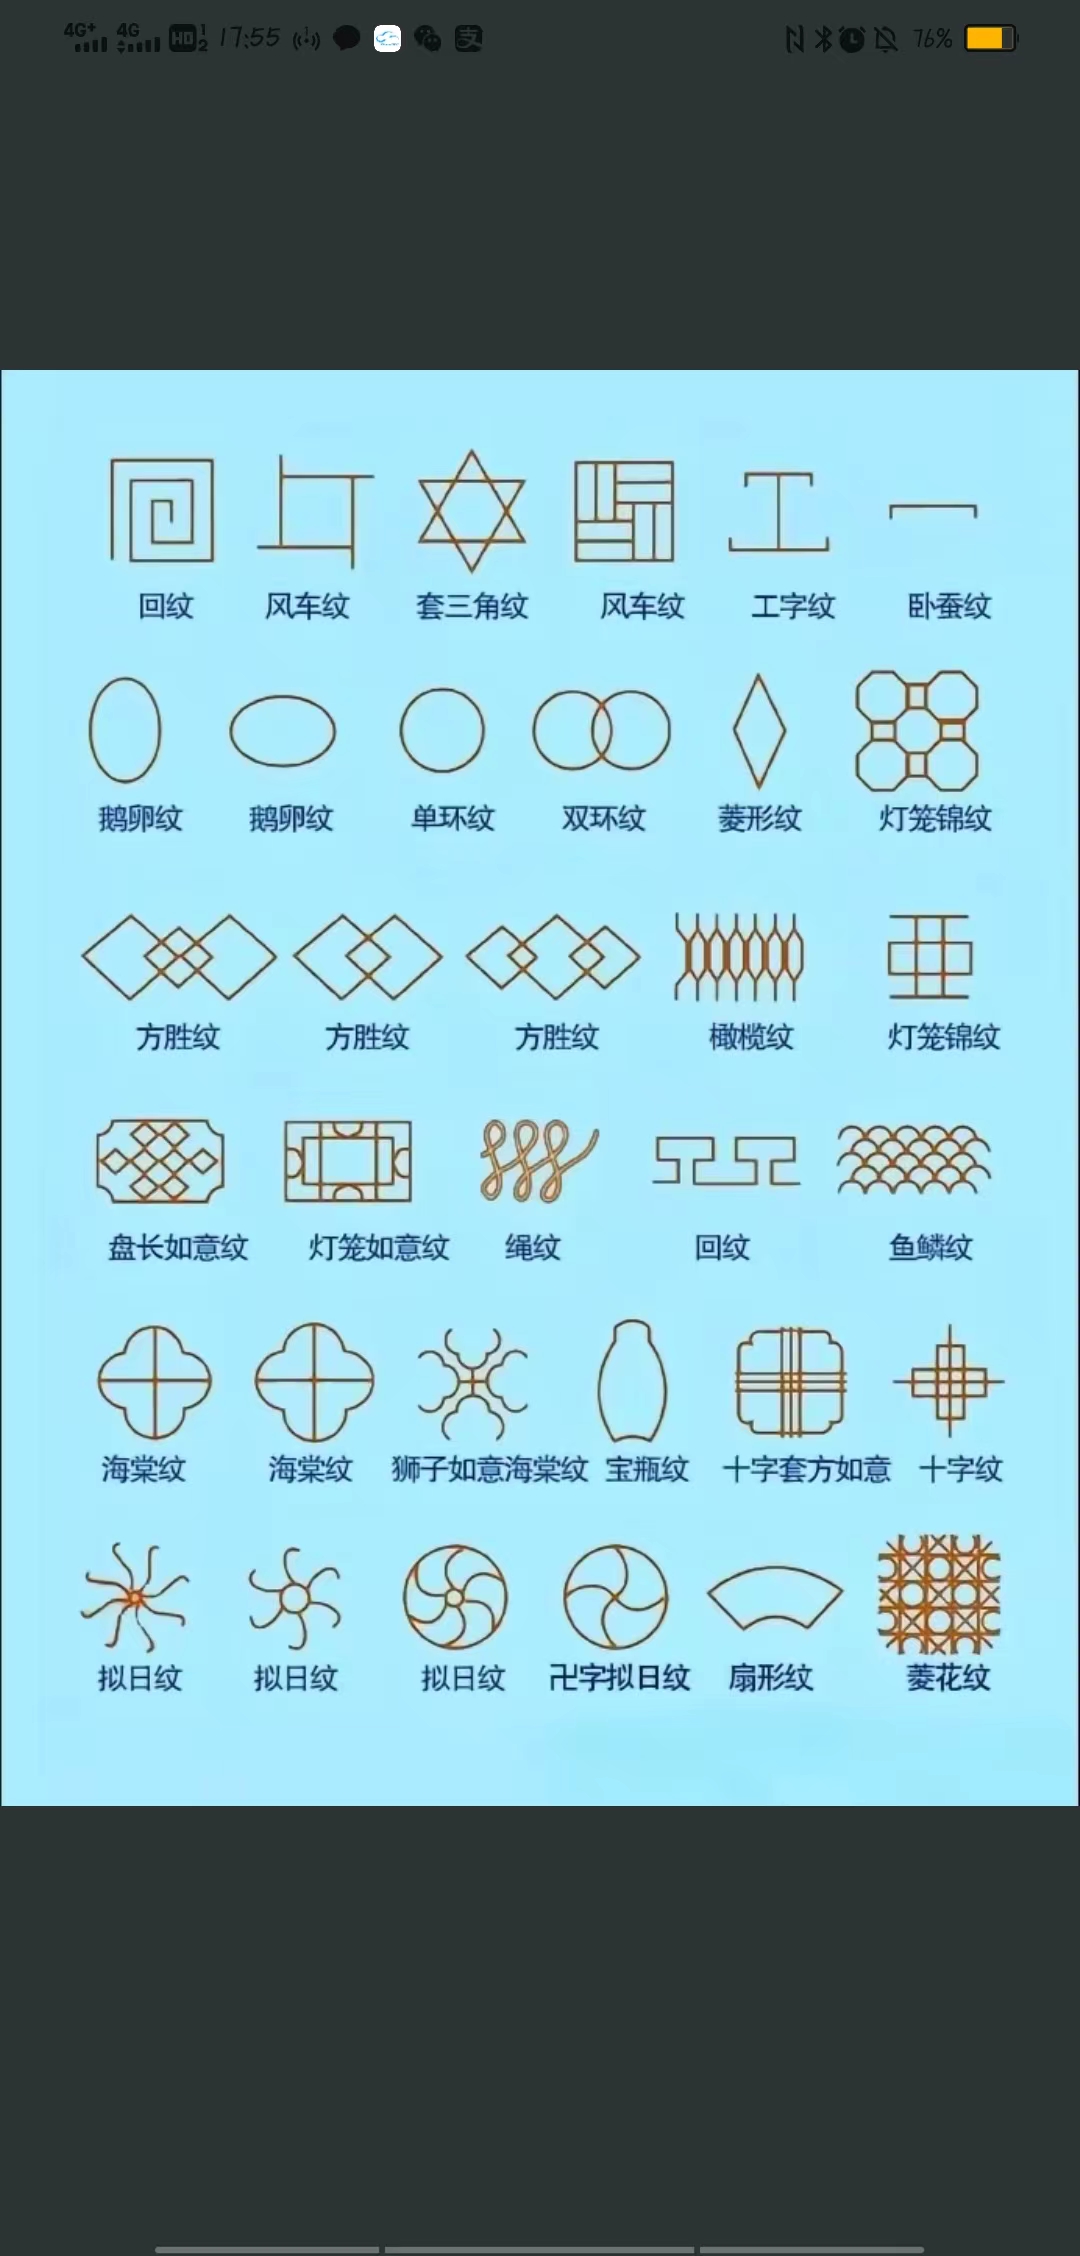 4G+ 4G HD 1 2 17:55 支 76%
回纹 风车纹 套三角纹 风车纹 工字纹 卧蚕纹
鹅卵纹 鹅卵纹 单环纹 双环纹 菱形纹 灯笼锦纹
方胜纹 方胜纹 方胜纹 橄榄纹 灯笼锦纹
盘长如意纹 灯笼如意纹 绳纹 回纹 鱼鳞纹
海棠纹 海棠纹 狮子如意海棠纹 宝瓶纹 十字套方如意 十字纹
拟日纹 拟日纹 拟日纹 卍字拟日纹 扇形纹 菱花纹